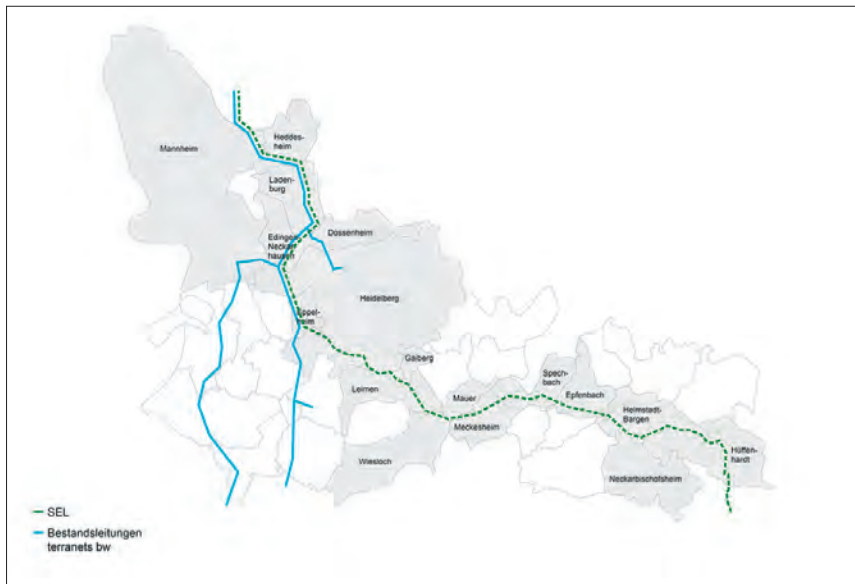 Heddes-
heim
Mannheim
Laden-
burg
Dossenheim
Edingen-
Neckar-
hausen
Heidelberg
Eppel-
heim
Gaiberg
Leimen
Spech-
bach
Mauer
Epfenbach
Helmstadt-
Bargen
Meckesheim
Hüffen-
hardt
Wiesloch
Neckarbischofsheim
SEL
Bestandsleitungen
terranets bw